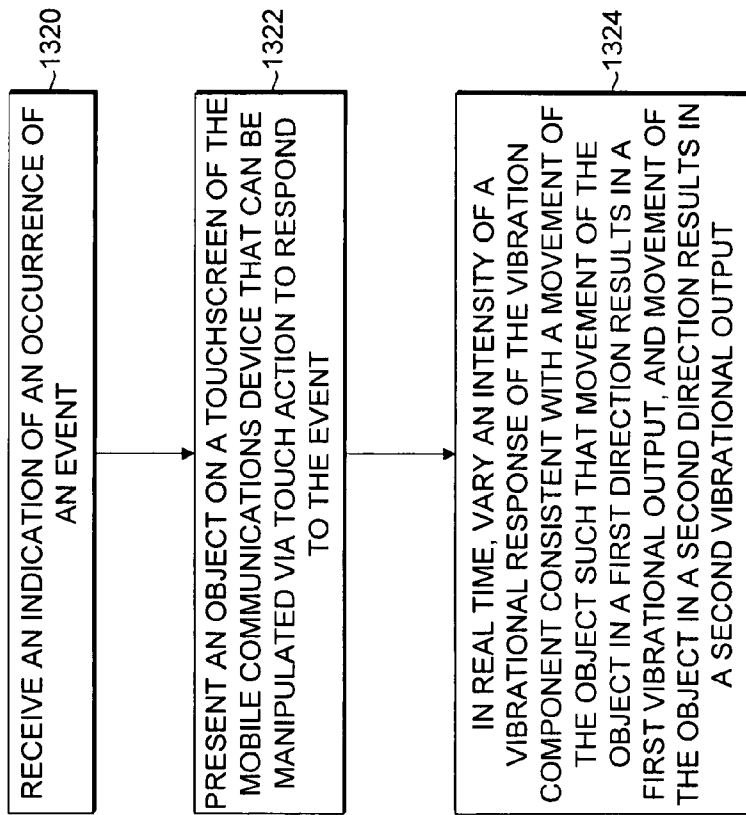 RECEIVE AN INDICATION OF AN OCCURRENCE OF
AN EVENT
1320
PRESENT AN OBJECT ON A TOUCHSCREEN OF THE
MOBILE COMMUNICATIONS DEVICE THAT CAN BE
MANIPULATED VIA TOUCH ACTION TO RESPOND
TO THE EVENT
1322
IN REAL TIME, VARY AN INTENSITY OF A
VIBRATIONAL RESPONSE OF THE VIBRATION
COMPONENT CONSISTENT WITH A MOVEMENT OF
THE OBJECT SUCH THAT MOVEMENT OF THE
OBJECT IN A FIRST DIRECTION RESULTS IN A
FIRST VIBRATIONAL OUTPUT, AND MOVEMENT OF
THE OBJECT IN A SECOND DIRECTION RESULTS IN
A SECOND VIBRATIONAL OUTPUT
1324